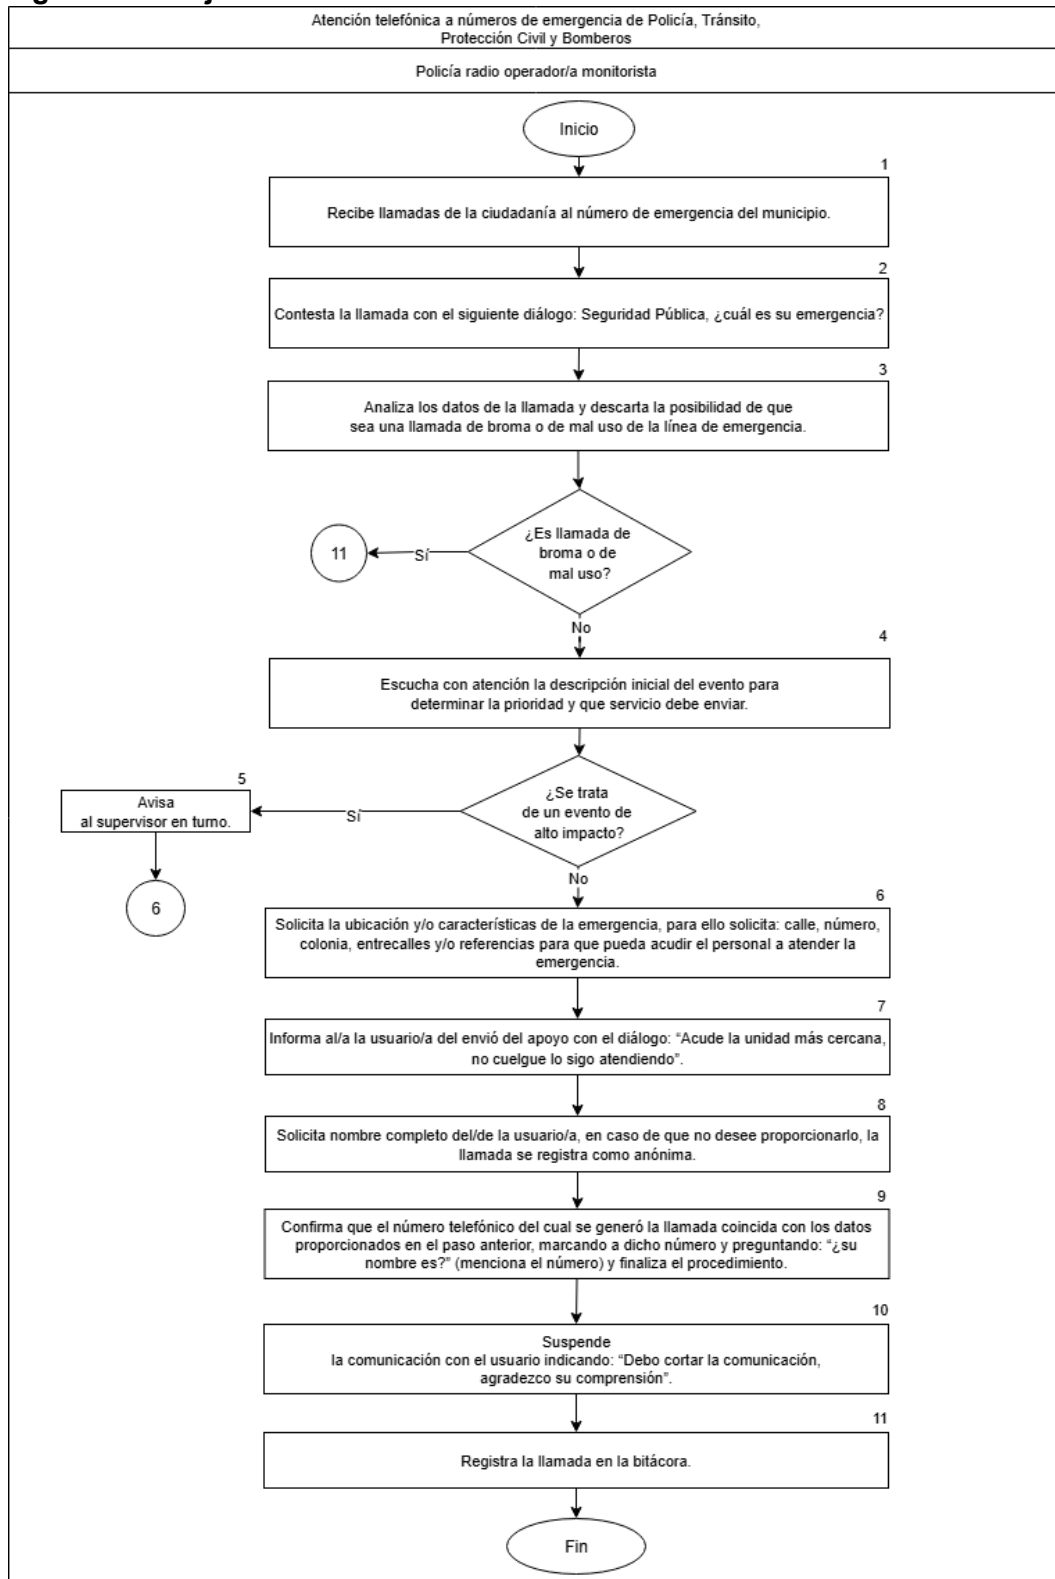 Atención telefónica a números de emergencia de Policía, Tránsito,
Protección Civil y Bomberos
Policía radio operador/a monitorista
Inicio
1
Recibe llamadas de la ciudadanía al número de emergencia del municipio.
2
Contesta la llamada con el siguiente diálogo: Seguridad Pública, ¿cuál es su emergencia?
3
Analiza los datos de la llamada y descarta la posibilidad de que
sea una llamada de broma o de mal uso de la línea de emergencia.
¿Es llamada de
broma o de
mal uso?
Sí
11
No
4
Escucha con atención la descripción inicial del evento para
determinar la prioridad y que servicio debe enviar.
¿Se trata
de un evento de
alto impacto?
Sí
5
Avisa
al supervisor en turno.
6
No
6
Solicita la ubicación y/o características de la emergencia, para ello solicita: calle, número,
colonia, entrecalles y/o referencias para que pueda acudir el personal a atender la
emergencia.
7
Informa al/a la usuario/a del envió del apoyo con el diálogo: “Acude la unidad más cercana,
no cuelgue lo sigo atendiendo”.
8
Solicita nombre completo del/de la usuario/a, en caso de que no desee proporcionarlo, la
llamada se registra como anónima.
9
Confirma que el número telefónico del cual se generó la llamada coincida con los datos
proporcionados en el paso anterior, marcando a dicho número y preguntando: “¿su
nombre es?” (menciona el número) y finaliza el procedimiento.
10
Suspende
la comunicación con el usuario indicando: “Debo cortar la comunicación,
agradezco su comprensión”.
11
Registra la llamada en la bitácora.
Fin